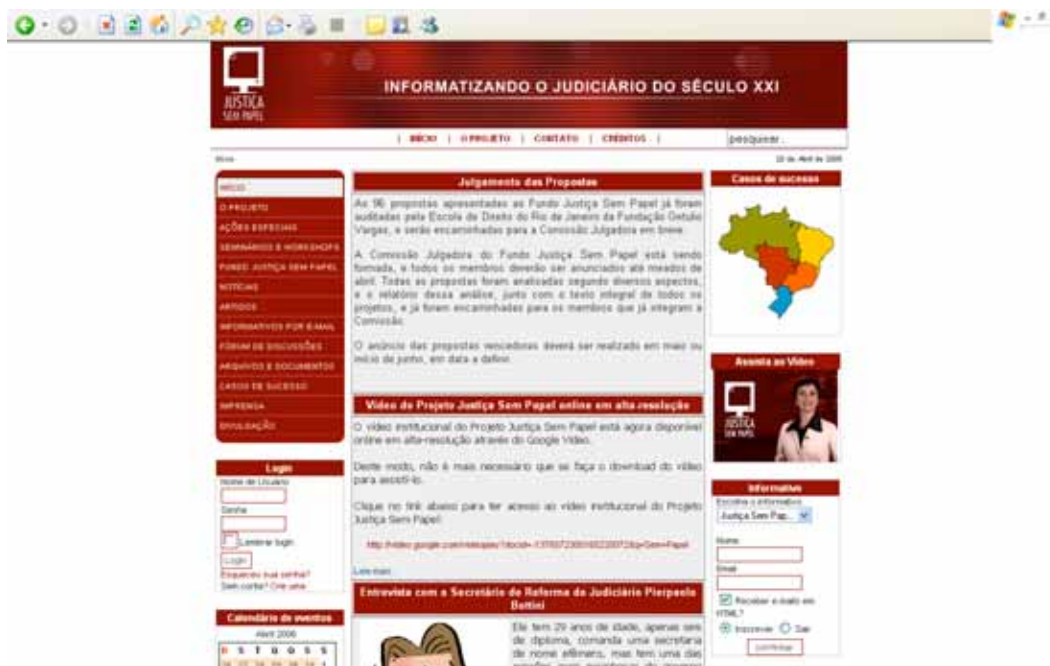 JUSTIÇA
SEM PAPEL
INFORMATIZANDO O JUDICIÁRIO DO SÉCULO XXI
| INÍCIO | O PROJETO | CONTATO | CRÉDITOS |
pesquisar...
Início
INÍCIO
O PROJETO
AÇÕES ESPECIAIS
SEMINÁRIOS E WORKSHOPS
FUNDO JUSTIÇA SEM PAPEL
NOTÍCIAS
ARTIGOS
INFORMATIVOS POR E-MAIL
FÓRUM DE DISCUSSÕES
ARQUIVOS E DOCUMENTOS
CASOS DE SUCESSO
IMPRENSA
DIVULGAÇÃO
Login
Nome de Usuário
Senha
Lembrar login
Login
Esqueceu sua senha?
Sem conta? Crie uma
Calendário de eventos
Abril 2006
D S T Q Q S S
Julgamento das Propostas
As 96 propostas apresentadas ao Fundo Justiça Sem Papel já foram
auditadas pela Escola de Direito do Rio de Janeiro da Fundação Getulio
Vargas, e serão encaminhadas para a Comissão Julgadora em breve.
A Comissão Julgadora do Fundo Justiça Sem Papel está sendo
formada, e todos os membros deverão ser anunciados até meados de
abril. Todas as propostas foram analisadas segundo diversos aspectos,
e o relatório dessa análise, junto com o texto integral de todos os
projetos, e já foram encaminhadas para os membros que já integram a
Comissão.
O anúncio das propostas vencedoras deverá ser realizado em maio ou
início de junho, em data a definir.
Vídeo do Projeto Justiça Sem Papel online em alta-resolução
O vídeo institucional do Projeto Justiça Sem Papel está agora disponível
online em alta-resolução através do Google Vídeo.
Deste modo, não é mais necessário que se faça o download do vídeo
para assistí-lo.
Clique no link abaixo para ter acesso ao vídeo institucional do Projeto
Justiça Sem Papel:
Leia mais...
Entrevista com o Secretário de Reforma do Judiciário Pierpaolo
Bottini
Ele tem 29 anos de idade, apenas seis
de diploma, comanda uma secretaria
de nome efêmero, mas tem uma das
Casos de sucesso
Assista ao Vídeo
JUSTIÇA
SEM PAPEL
Informativo
Escolha o informativo
Justiça Sem Pap...
Nome
Email
Receber e-mails em
HTML?
Inscrever Sair